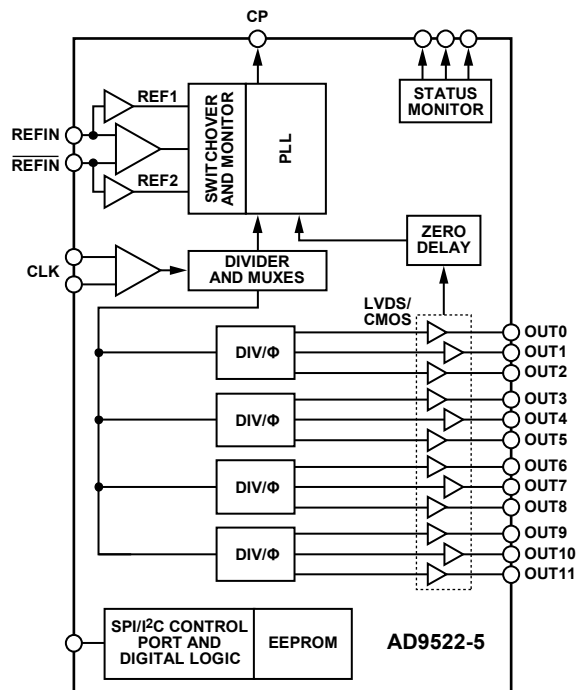 CP
STATUS
MONITOR
REF1
REFIN
REFIN
REF2
SWITCHOVER
AND MONITOR
PLL
ZERO
DELAY
CLK
DIVIDER
AND MUXES
LVDS/
CMOS
DIV/Φ
OUT0
OUT1
OUT2
DIV/Φ
OUT3
OUT4
OUT5
DIV/Φ
OUT6
OUT7
OUT8
DIV/Φ
OUT9
OUT10
OUT11
SPI/I²C CONTROL
PORT AND
DIGITAL LOGIC
EEPROM
AD9522-5